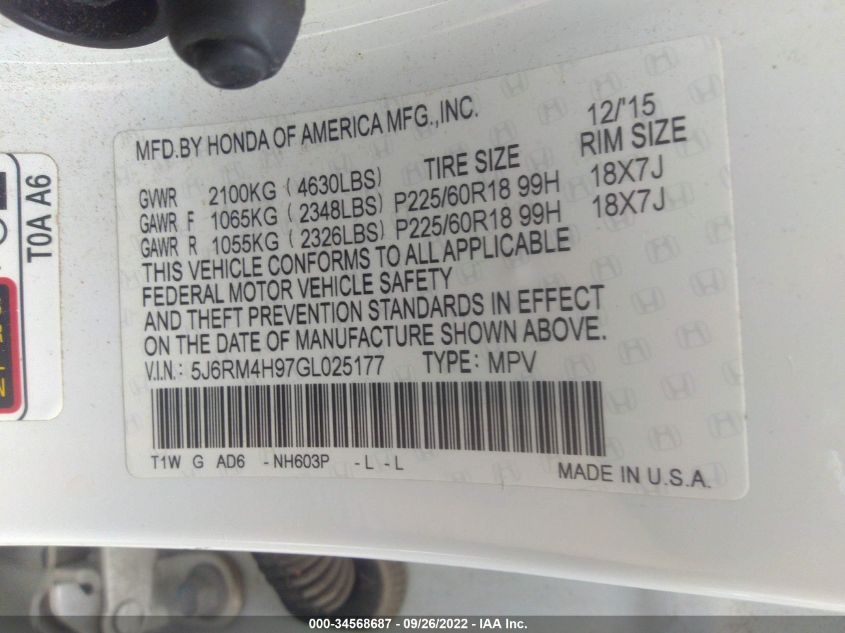 MFD.BY HONDA OF AMERICA MFG.,INC. 12/'15
TIRE SIZE RIM SIZE
GVWR 2100KG (4630LBS)
GAWR F 1065KG (2348LBS) P225/60R18 99H 18X7J
GAWR R 1055KG (2326LBS) P225/60R18 99H 18X7J
THIS VEHICLE CONFORMS TO ALL APPLICABLE
FEDERAL MOTOR VEHICLE SAFETY
AND THEFT PREVENTION STANDARDS IN EFFECT
ON THE DATE OF MANUFACTURE SHOWN ABOVE.
V.I.N.: 5J6RM4H97GL025177 TYPE: MPV
T1W G AD6 -NH603P -L -L
MADE IN U.S.A.
T0A A6
000-34568687 - 09/26/2022 - IAA Inc.